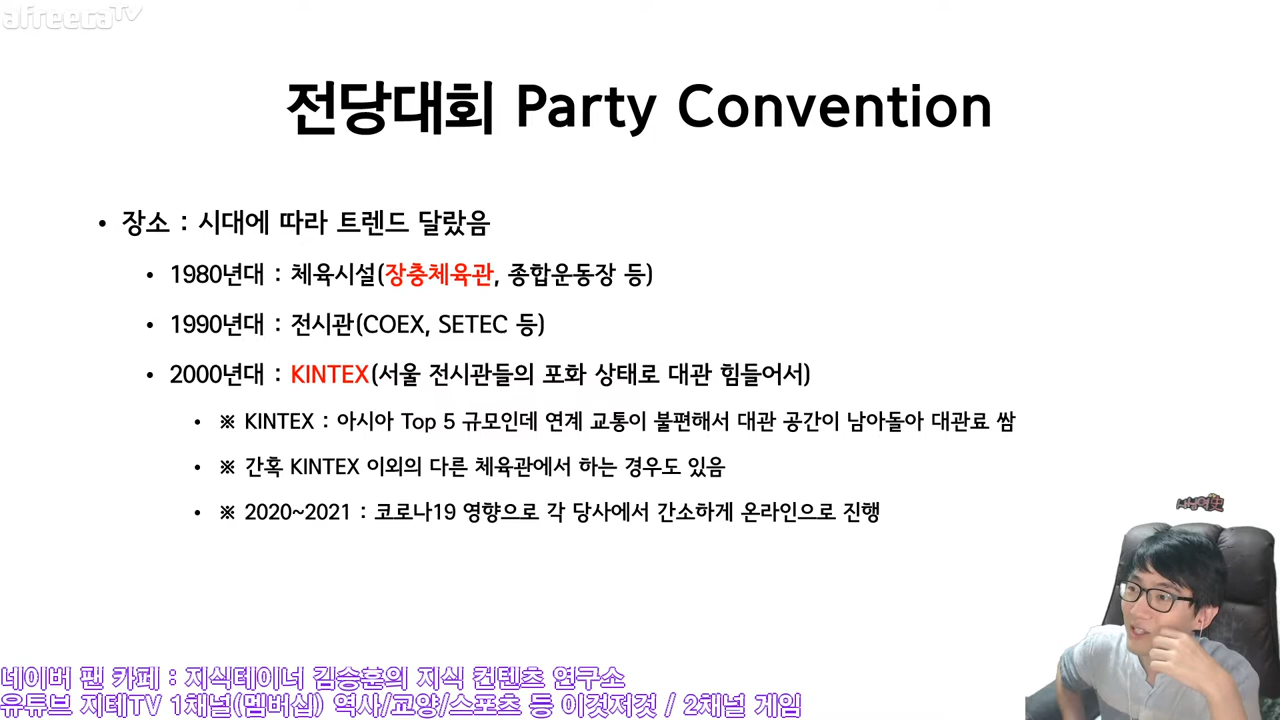 afreecaTV
전당대회 Party Convention
• 장소 : 시대에 따라 트렌드 달랐음
• 1980년대 : 체육시설(장충체육관, 종합운동장 등)
• 1990년대 : 전시관(COEX, SETEC 등)
• 2000년대 : KINTEX(서울 전시관들의 포화 상태로 대관 힘들어서)
• ※ KINTEX : 아시아 Top 5 규모인데 연계 교통이 불편해서 대관 공간이 남아돌아 대관료 쌈
• ※ 간혹 KINTEX 이외의 다른 체육관에서 하는 경우도 있음
• ※ 2020~2021 : 코로나19 영향으로 각 당사에서 간소하게 온라인으로 진행
네이버 팬 카페 : 지식테이너 김승훈의 지식 컨텐츠 연구소
유튜브 지테TV 1채널(멤버십) 역사/교양/스포츠 등 이것저것 / 2채널 게임